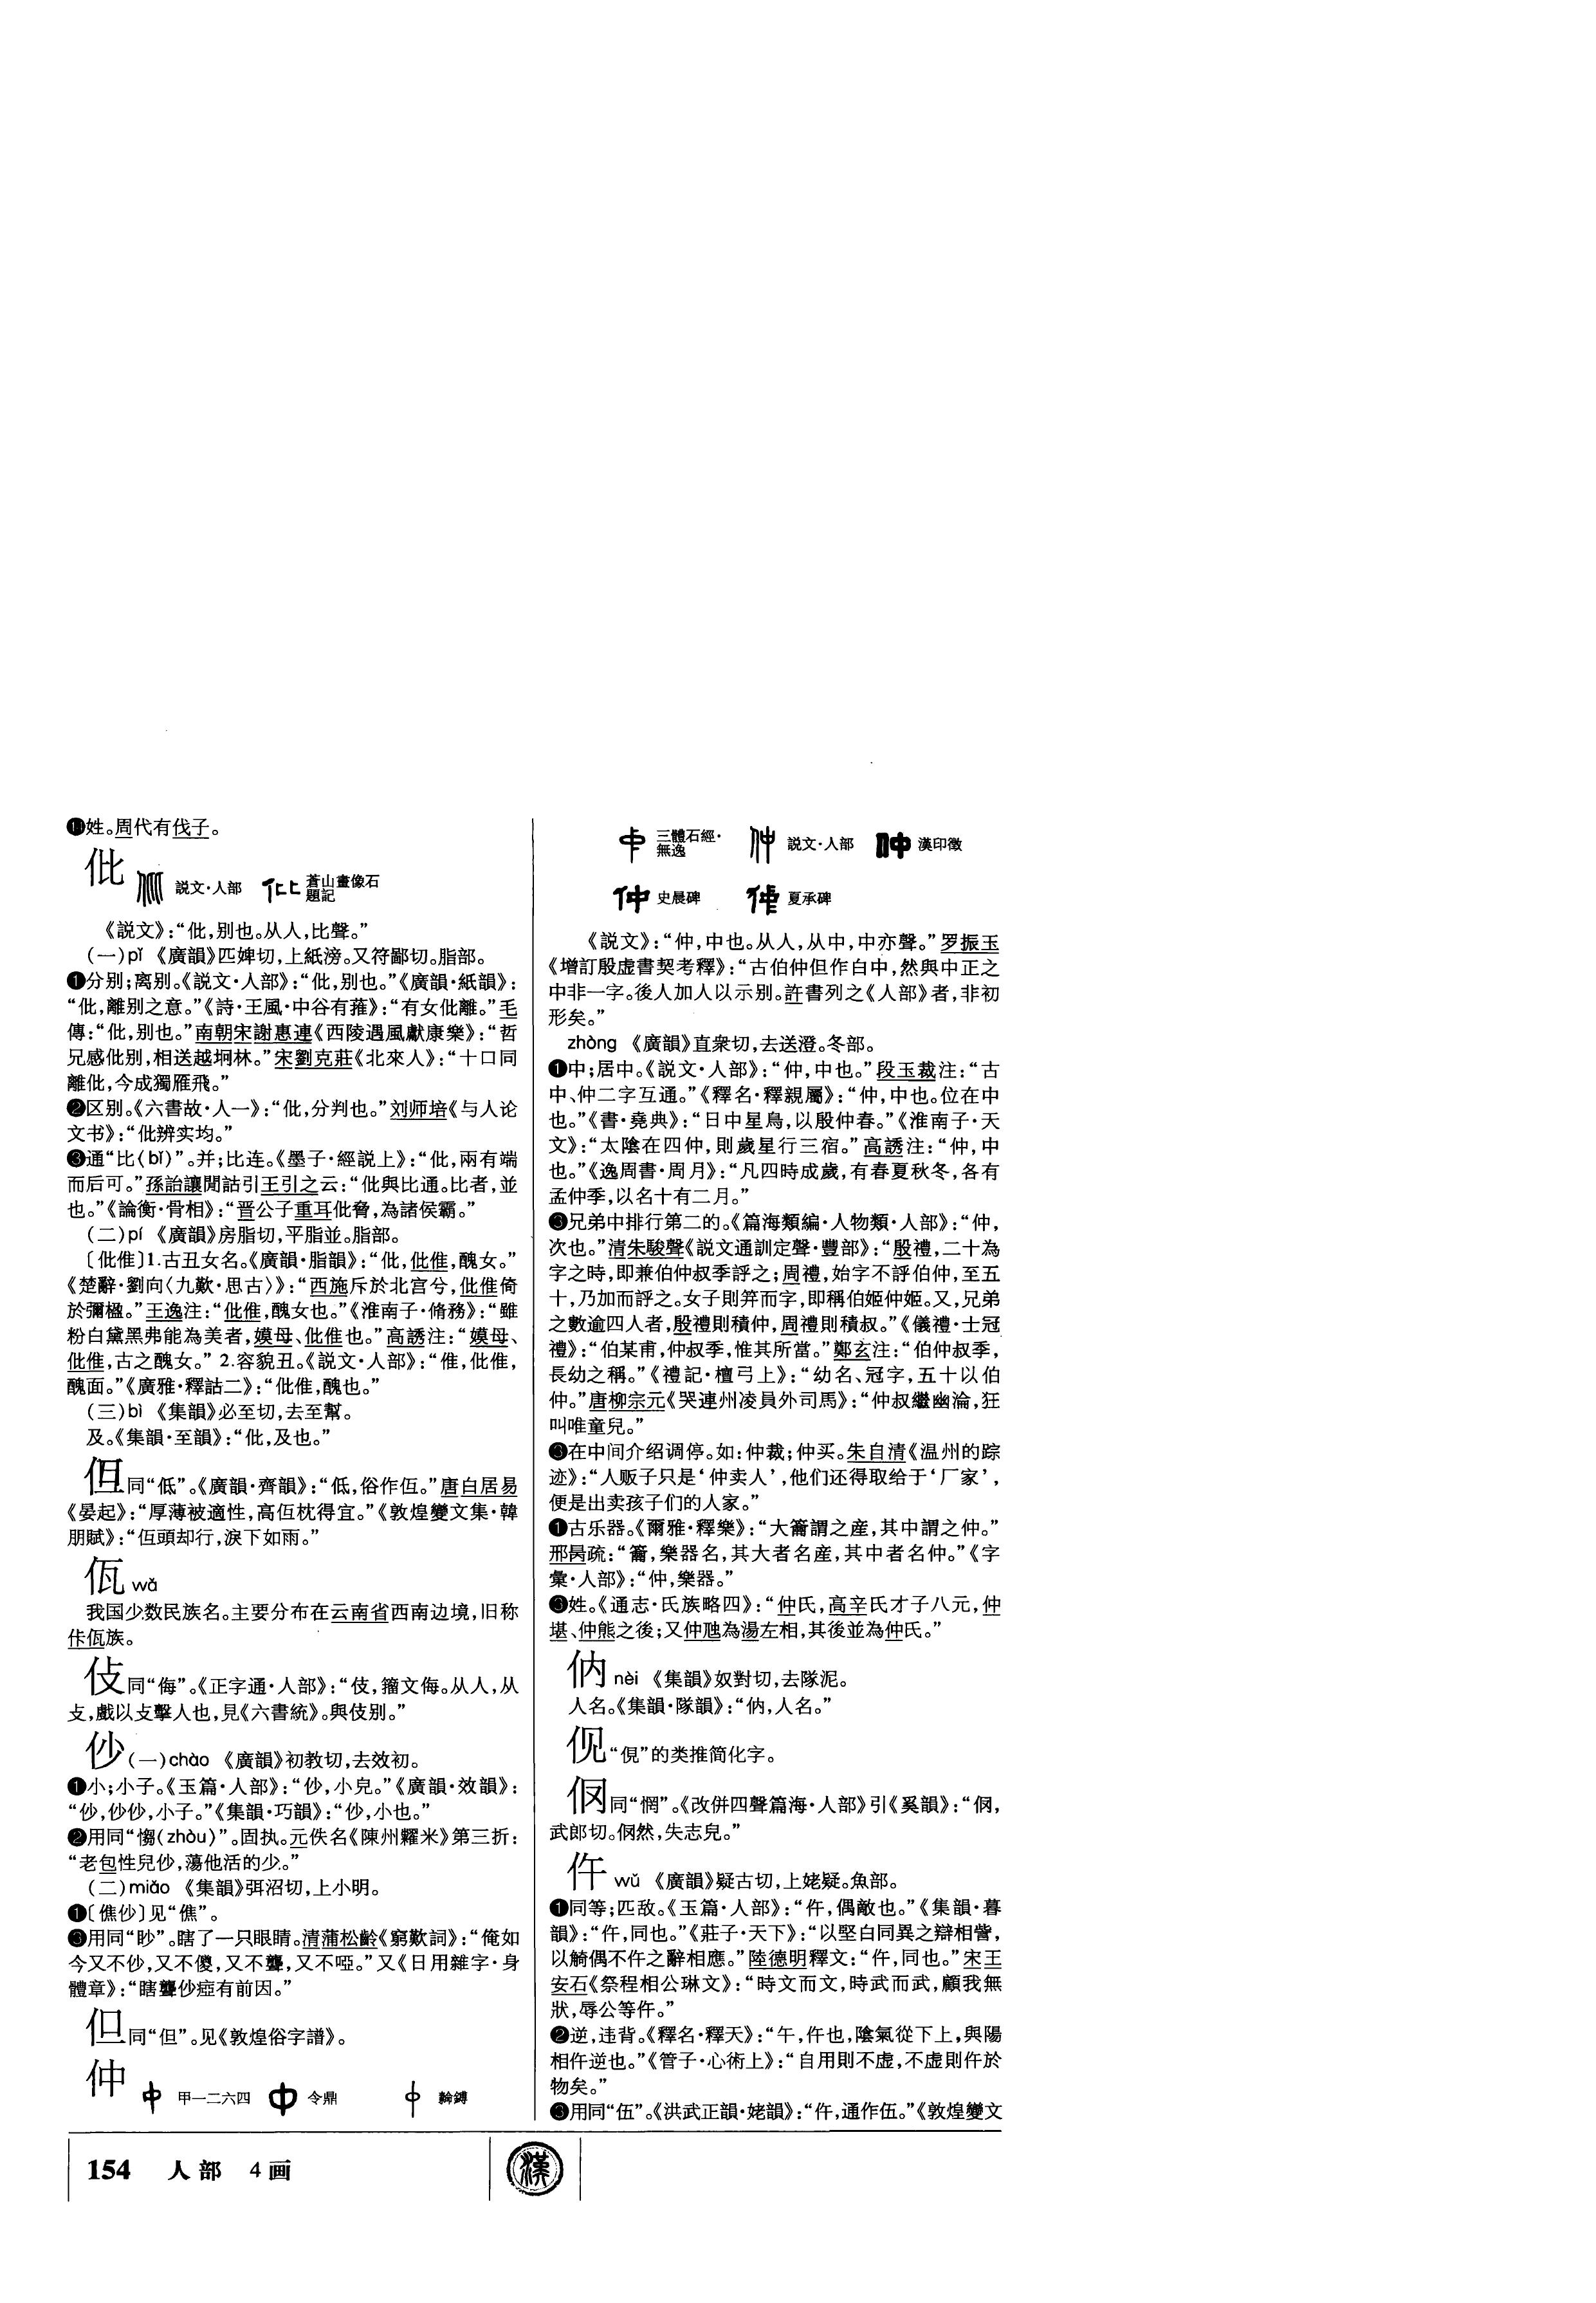 ⓫姓。周代有伐子。
仳 説文·人部 蒼山畫像石題記
《説文》：“仳，别也。从人，比聲。”
（一）pǐ 《廣韻》匹婢切，上紙滂。又符鄙切。脂部。
❶分别；离别。《説文·人部》：“仳，别也。”《廣韻·紙韻》：
“仳，離别之意。”《詩·王風·中谷有蓷》：“有女仳離。”毛
傳：“仳，别也。”南朝宋謝惠連《西陵遇風獻康樂》：“哲
兄感仳别，相送越坰林。”宋劉克莊《北來人》：“十口同
離仳，今成獨雁飛。”
❷区别。《六書故·人一》：“仳，分判也。”刘师培《与人论
文书》：“仳辨实均。”
❸通“比（bǐ）”。并；比连。《墨子·經説上》：“仳，兩有端
而后可。”孫詒讓閒詁引王引之云：“仳與比通。比者，並
也。”《論衡·骨相》：“晋公子重耳仳脅，為諸侯霸。”
（二）pí 《廣韻》房脂切，平脂並。脂部。
〔仳倠〕1.古丑女名。《廣韻·脂韻》：“仳，仳倠，醜女。”
《楚辭·劉向〈九歎·思古〉》：“西施斥於北宫兮，仳倠倚
於彌楹。”王逸注：“仳倠，醜女也。”《淮南子·脩務》：“雖
粉白黛黑弗能為美者，嫫母、仳倠也。”高誘注：“嫫母、
仳倠，古之醜女。” 2.容貌丑。《説文·人部》：“倠，仳倠，
醜面。”《廣雅·釋詁二》：“仳倠，醜也。”
（三）bì 《集韻》必至切，去至幫。
及。《集韻·至韻》：“仳，及也。”
仾同“低”。《廣韻·齊韻》：“低，俗作仾。”唐白居易
《晏起》：“厚薄被適性，高仾枕得宜。”《敦煌變文集·韓
朋賦》：“仾頭却行，淚下如雨。”
佤 wǎ
我国少数民族名。主要分布在云南省西南边境，旧称
佧佤族。
伎同“侮”。《正字通·人部》：“伎，籀文侮。从人，从
攴，戲以攴擊人也，見《六書統》。與伎别。”
仯（一）chào 《廣韻》初教切，去效初。
❶小；小子。《玉篇·人部》：“仯，小皃。”《廣韻·效韻》：
“仯，仯仯，小子。”《集韻·巧韻》：“仯，小也。”
❷用同“㤘（zhòu）”。固执。元佚名《陳州糶米》第三折：
“老包性兒仯，蕩他活的少。”
（二）miǎo 《集韻》弭沼切，上小明。
❶〔僬仯〕见“僬”。
❸用同“眇”。瞎了一只眼睛。清蒲松齡《窮歎詞》：“俺如
今又不仯，又不傻，又不聾，又不啞。”又《日用雜字·身
體章》：“瞎聾仯瘂有前因。”
但同“但”。见《敦煌俗字譜》。
仲 甲一二六四 令鼎 𬭚鎛
154 人部 4画
三體石經·無逸 説文·人部 漢印徵
史晨碑 夏承碑
《説文》：“仲，中也。从人，从中，中亦聲。”罗振玉
《增訂殷虚書契考釋》：“古伯仲但作白中，然與中正之
中非一字。後人加人以示别。許書列之《人部》者，非初
形矣。”
zhòng 《廣韻》直衆切，去送澄。冬部。
❶中；居中。《説文·人部》：“仲，中也。”段玉裁注：“古
中、仲二字互通。”《釋名·釋親屬》：“仲，中也。位在中
也。”《書·堯典》：“日中星鳥，以殷仲春。”《淮南子·天
文》：“太陰在四仲，則歲星行三宿。”高誘注：“仲，中
也。”《逸周書·周月》：“凡四時成歲，有春夏秋冬，各有
孟仲季，以名十有二月。”
❸兄弟中排行第二的。《篇海類編·人物類·人部》：“仲，
次也。”清朱駿聲《説文通訓定聲·豐部》：“殷禮，二十為
字之時，即兼伯仲叔季評之；周禮，始字不評伯仲，至五
十，乃加而評之。女子則笄而字，即稱伯姬仲姬。又，兄弟
之數逾四人者，殷禮則積仲，周禮則積叔。”《儀禮·士冠
禮》：“伯某甫，仲叔季，惟其所當。”鄭玄注：“伯仲叔季，
長幼之稱。”《禮記·檀弓上》：“幼名、冠字，五十以伯
仲。”唐柳宗元《哭連州凌員外司馬》：“仲叔繼幽淪，狂
叫唯童兒。”
❸在中间介绍调停。如：仲裁；仲买。朱自清《温州的踪
迹》：“人贩子只是‘仲卖人’，他们还得取给于‘厂家’，
便是出卖孩子们的人家。”
❶古乐器。《爾雅·釋樂》：“大籥謂之産，其中謂之仲。”
邢昺疏：“籥，樂器名，其大者名産，其中者名仲。”《字
彙·人部》：“仲，樂器。”
❸姓。《通志·氏族略四》：“仲氏，高辛氏才子八元，仲
堪、仲熊之後；又仲虺為湯左相，其後並為仲氏。”
㐻 nèi 《集韻》奴對切，去隊泥。
人名。《集韻·隊韻》：“㐻，人名。”
伣“俔”的类推简化字。
㑂同“惘”。《改併四聲篇海·人部》引《奚韻》：“㑂，
武郎切。㑂然，失志皃。”
仵 wǔ 《廣韻》疑古切，上姥疑。魚部。
❶同等；匹敌。《玉篇·人部》：“仵，偶敵也。”《集韻·暮
韻》：“仵，同也。”《莊子·天下》：“以堅白同異之辯相訾，
以觭偶不仵之辭相應。”陸德明釋文：“仵，同也。”宋王
安石《祭程相公琳文》：“時文而文，時武而武，顧我無
狀，辱公等仵。”
❷逆，违背。《釋名·釋天》：“午，仵也，陰氣從下上，與陽
相仵逆也。”《管子·心術上》：“自用則不虚，不虚則仵於
物矣。”
❸用同“伍”。《洪武正韻·姥韻》：“仵，通作伍。”《敦煌變文
漢